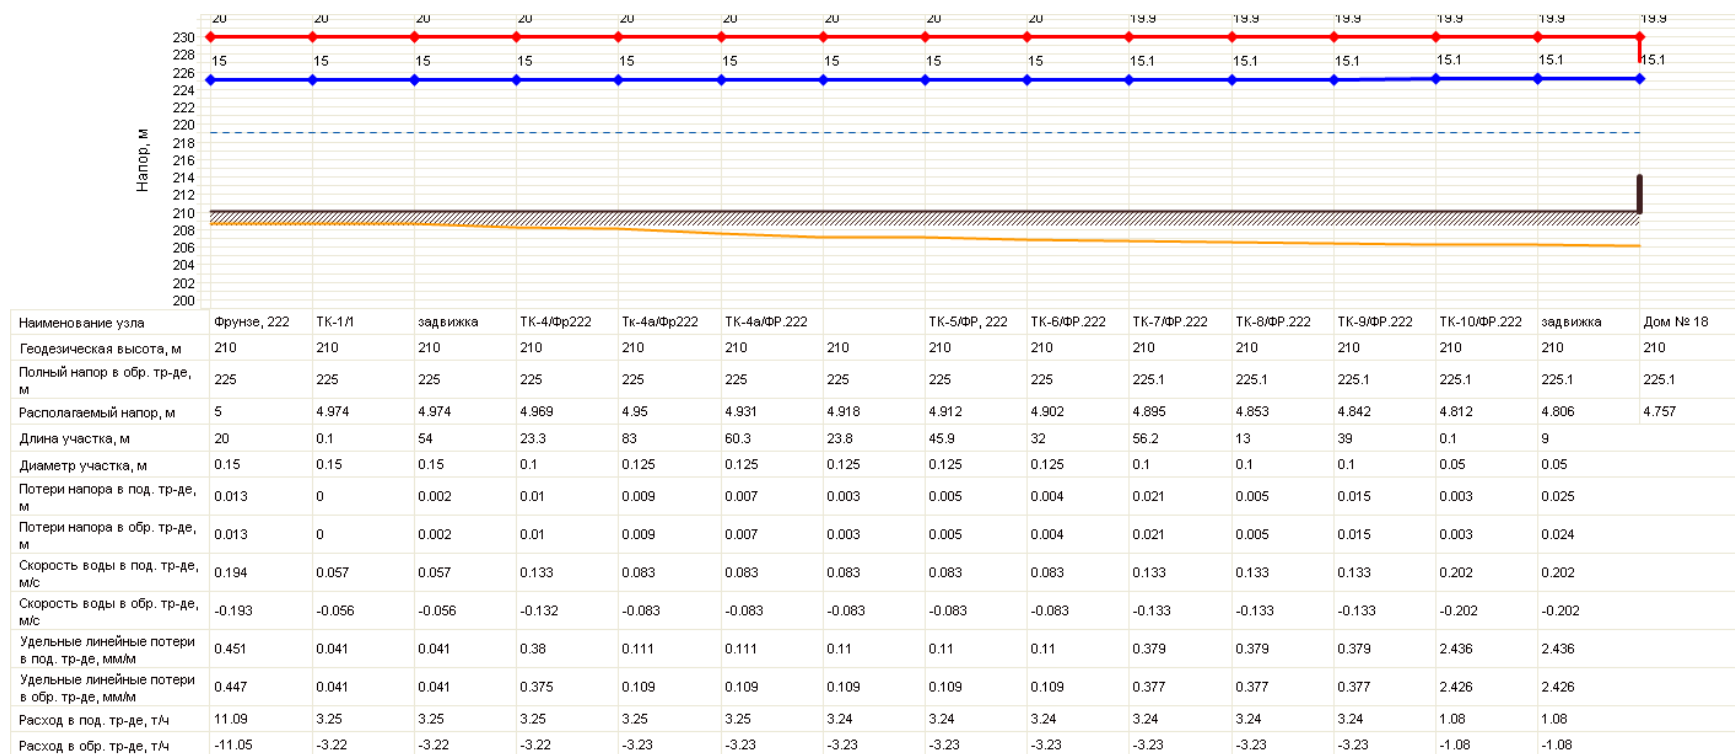 20 20 20 20 20 20 20 20 20 19.9 19.9 19.9 19.9 19.9 19.9
230
228
15 15 15 15 15 15 15 15 15 15.1 15.1 15.1 15.1 15.1 15.1
226
224
222
220
218
216
214
212
210
208
206
204
202
200
Напор, м
Наименование узла Фрунзе, 222 ТК-1/1 задвижка ТК-4/Фр222 Тк-4а/Фр222 ТК-4а/ФР.222 ТК-5/ФР, 222 ТК-6/ФР.222 ТК-7/ФР.222 ТК-8/ФР.222 ТК-9/ФР.222 ТК-10/ФР.222 задвижка Дом № 18
Геодезическая высота, м 210 210 210 210 210 210 210 210 210 210 210 210 210 210 210
Полный напор в обр. тр-де,
м 225 225 225 225 225 225 225 225 225 225.1 225.1 225.1 225.1 225.1 225.1
Располагаемый напор, м 5 4.974 4.974 4.969 4.95 4.931 4.918 4.912 4.902 4.895 4.853 4.842 4.812 4.806 4.757
Длина участка, м 20 0.1 54 23.3 83 60.3 23.8 45.9 32 56.2 13 39 0.1 9
Диаметр участка, м 0.15 0.15 0.15 0.1 0.125 0.125 0.125 0.125 0.125 0.1 0.1 0.1 0.05 0.05
Потери напора в под. тр-де,
м 0.013 0 0.002 0.01 0.009 0.007 0.003 0.005 0.004 0.021 0.005 0.015 0.003 0.025
Потери напора в обр. тр-де,
м 0.013 0 0.002 0.01 0.009 0.007 0.003 0.005 0.004 0.021 0.005 0.015 0.003 0.024
Скорость воды в под. тр-де,
м/с 0.194 0.057 0.057 0.133 0.083 0.083 0.083 0.083 0.083 0.133 0.133 0.133 0.202 0.202
Скорость воды в обр. тр-де,
м/с -0.193 -0.056 -0.056 -0.132 -0.083 -0.083 -0.083 -0.083 -0.083 -0.133 -0.133 -0.133 -0.202 -0.202
Удельные линейные потери
в под. тр-де, мм/м 0.451 0.041 0.041 0.38 0.111 0.111 0.11 0.11 0.11 0.379 0.379 0.379 2.436 2.436
Удельные линейные потери
в обр. тр-де, мм/м 0.447 0.041 0.041 0.375 0.109 0.109 0.109 0.109 0.109 0.377 0.377 0.377 2.426 2.426
Расход в под. тр-де, т/ч 11.09 3.25 3.25 3.25 3.25 3.25 3.24 3.24 3.24 3.24 3.24 3.24 1.08 1.08
Расход в обр. тр-де, т/ч -11.05 -3.22 -3.22 -3.22 -3.23 -3.23 -3.23 -3.23 -3.23 -3.23 -3.23 -3.23 -1.08 -1.08